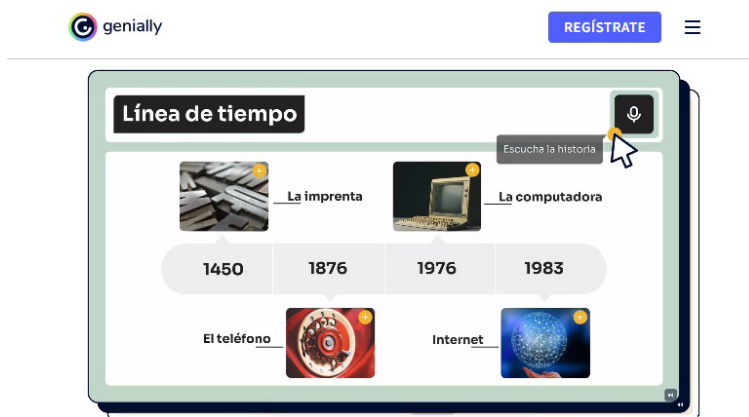 genially
REGÍSTRATE
Línea de tiempo
Escucha la historia
La imprenta
La computadora
1450
1876
1976
1983
El teléfono
Internet